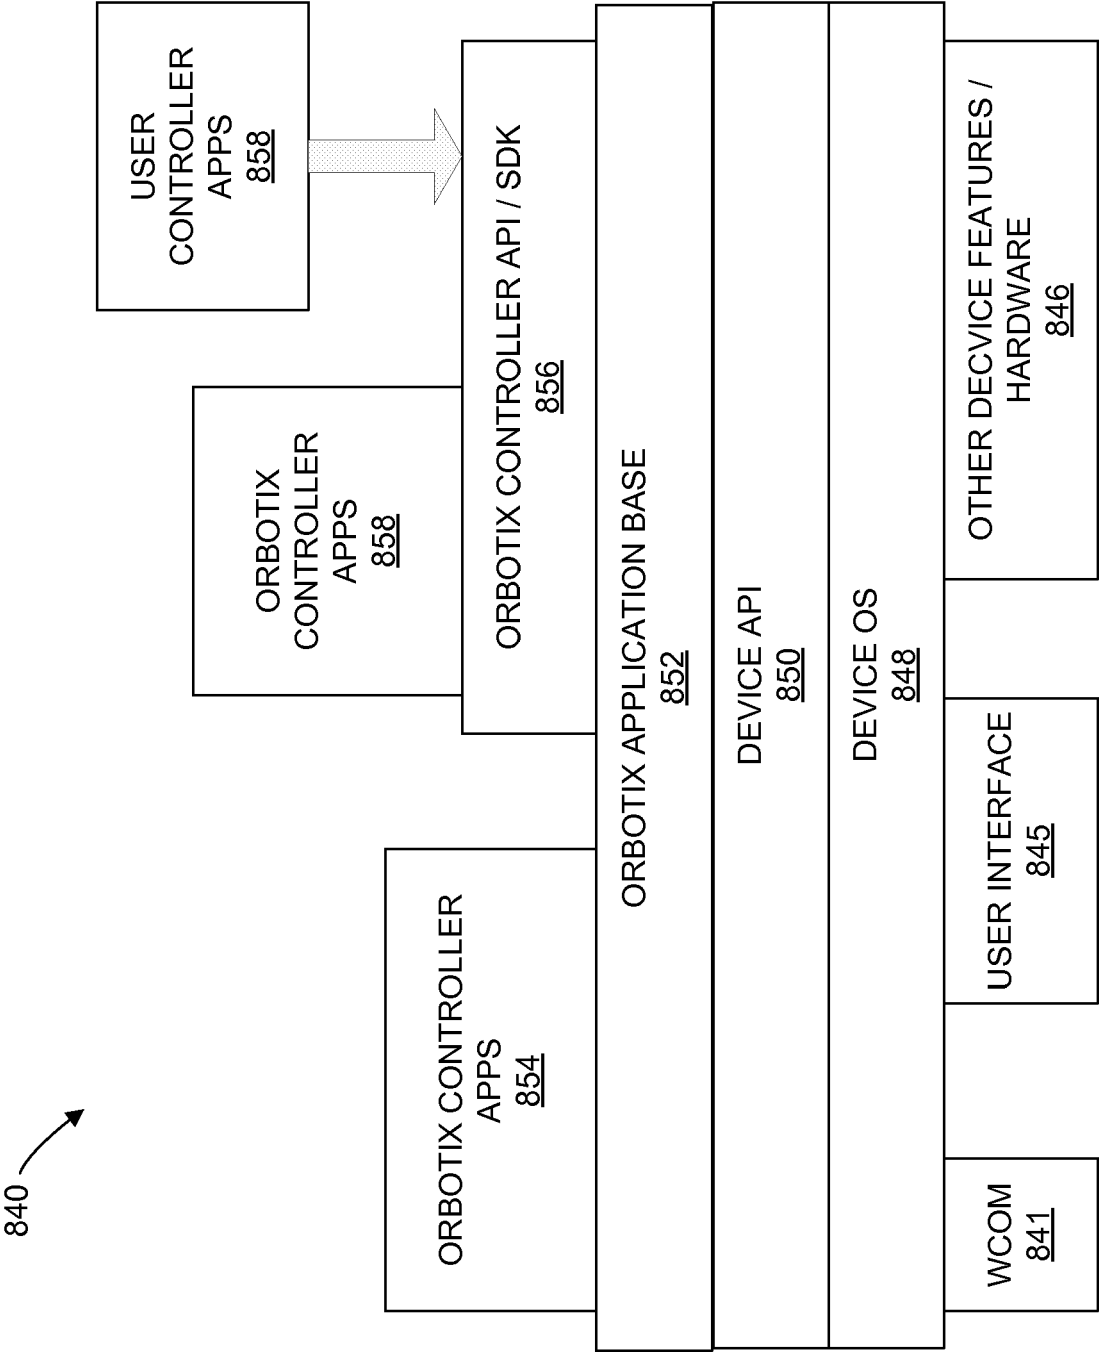 840
USER
CONTROLLER
APPS
858
ORBOTIX
CONTROLLER
APPS
858
ORBOTIX CONTROLLER
APPS
854
ORBOTIX CONTROLLER API / SDK
856
ORBOTIX APPLICATION BASE
852
DEVICE API
850
DEVICE OS
848
WCOM
841
USER INTERFACE
845
OTHER DECVICE FEATURES /
HARDWARE
846